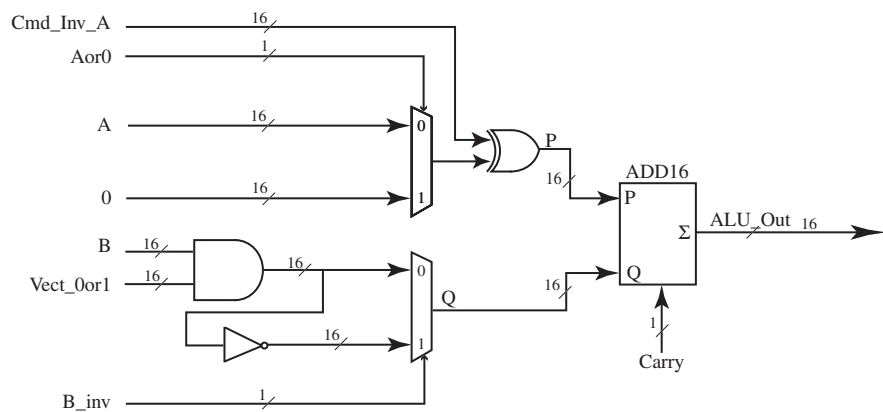 Cmd_Inv_A
16
Aor0
1
A
16
0
1
0
16
P
16
ADD16
P
Σ
Q
ALU_Out 16
B
16
Vect_0or1
16
16
0
1
Q
16
16
1
Carry
B_inv
1